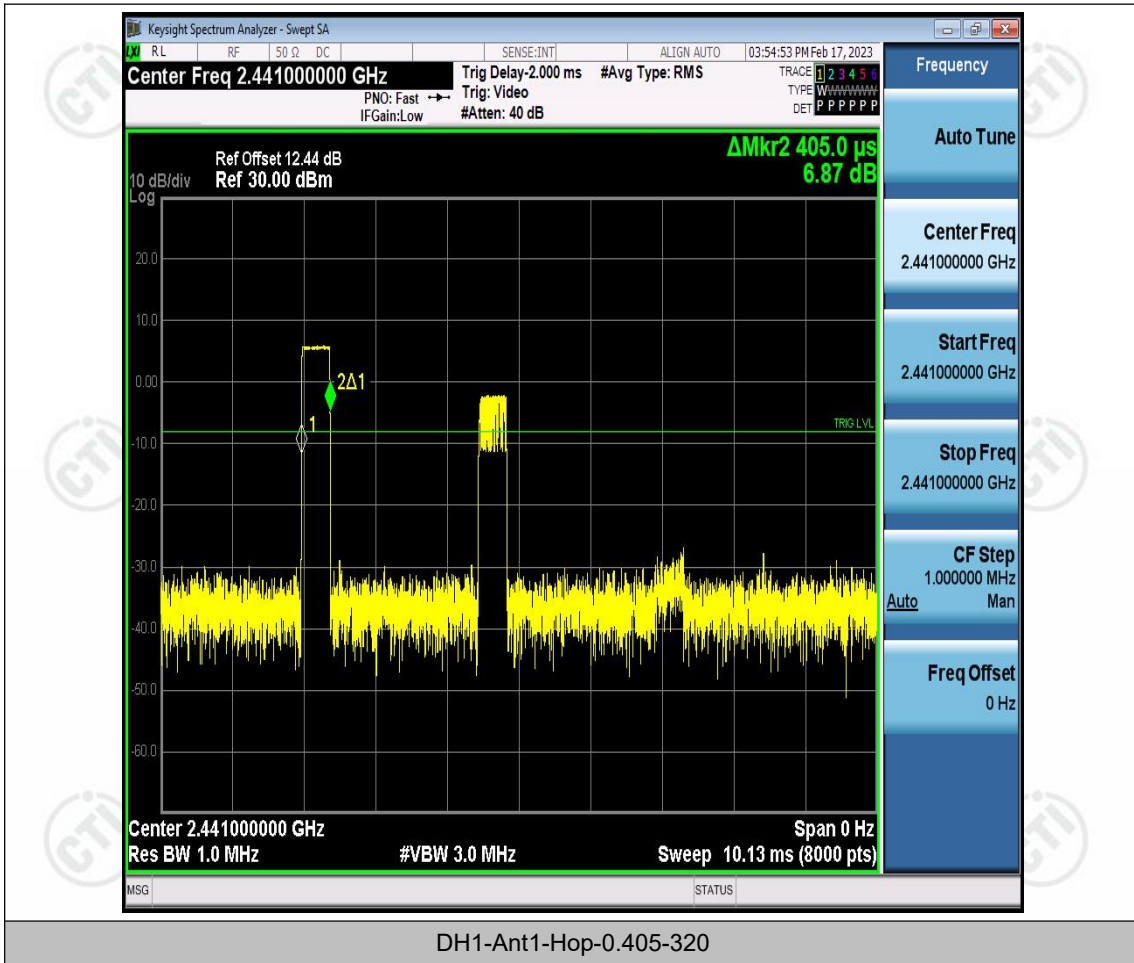 Keysight Spectrum Analyzer - Swept SA
LXI RL RF 50 Ω DC SENSE:INT ALIGN AUTO 03:54:53 PM Feb 17, 2023
Center Freq 2.441000000 GHz
PNO: Fast
IFGain:Low
Trig Delay-2.000 ms
Trig: Video
#Atten: 40 dB
#Avg Type: RMS
TRACE 1 2 3 4 5 6
TYPE WWWWWWW
DET P P P P P P
ΔMkr2 405.0 µs
6.87 dB
Ref Offset 12.44 dB
10 dB/div Ref 30.00 dBm
Log
20.0
10.0
0.00
-10.0
-20.0
-30.0
-40.0
-50.0
-60.0
2Δ1
1
TRIG LVL
Center 2.441000000 GHz Span 0 Hz
Res BW 1.0 MHz #VBW 3.0 MHz Sweep 10.13 ms (8000 pts)
MSG STATUS
Frequency
Auto Tune
Center Freq
2.441000000 GHz
Start Freq
2.441000000 GHz
Stop Freq
2.441000000 GHz
CF Step
1.000000 MHz
Auto Man
Freq Offset
0 Hz
CTI
CTI
CTI
CTI
CTI
CTI
DH1-Ant1-Hop-0.405-320